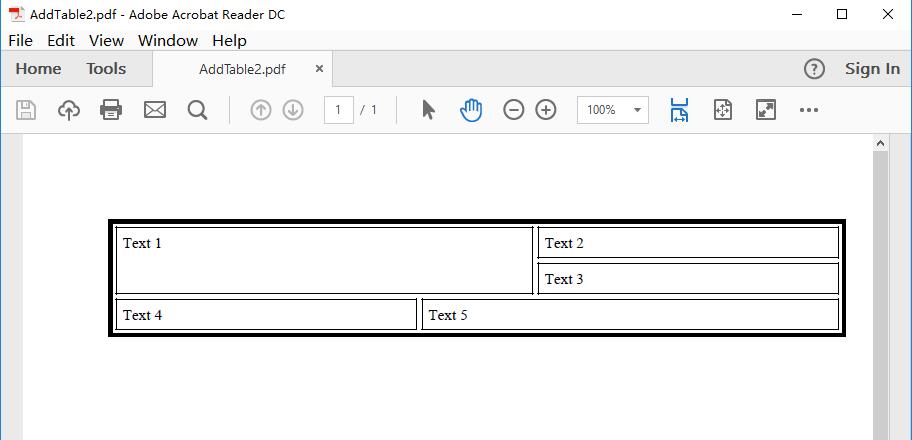 AddTable2.pdf - Adobe Acrobat Reader DC
File Edit View Window Help
Home Tools AddTable2.pdf × ? Sign In
1 / 1 100%
Text 1 Text 2
Text 3
Text 4 Text 5